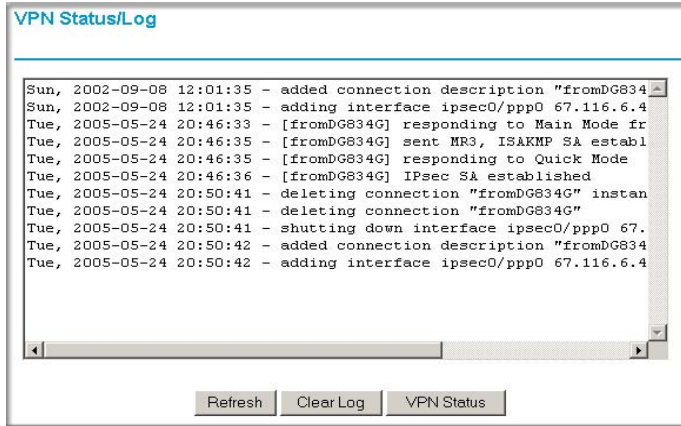 VPN Status/Log
Sun, 2002-09-08 12:01:35 - added connection description "fromDG834
Sun, 2002-09-08 12:01:35 - adding interface ipsec0/ppp0 67.116.6.4
Tue, 2005-05-24 20:46:33 - [fromDG834G] responding to Main Mode fr
Tue, 2005-05-24 20:46:35 - [fromDG834G] sent MR3, ISAKMP SA establ
Tue, 2005-05-24 20:46:35 - [fromDG834G] responding to Quick Mode
Tue, 2005-05-24 20:46:36 - [fromDG834G] IPsec SA established
Tue, 2005-05-24 20:50:41 - deleting connection "fromDG834G" instan
Tue, 2005-05-24 20:50:41 - deleting connection "fromDG834G"
Tue, 2005-05-24 20:50:41 - shutting down interface ipsec0/ppp0 67.
Tue, 2005-05-24 20:50:42 - added connection description "fromDG834
Tue, 2005-05-24 20:50:42 - adding interface ipsec0/ppp0 67.116.6.4
Refresh Clear Log VPN Status